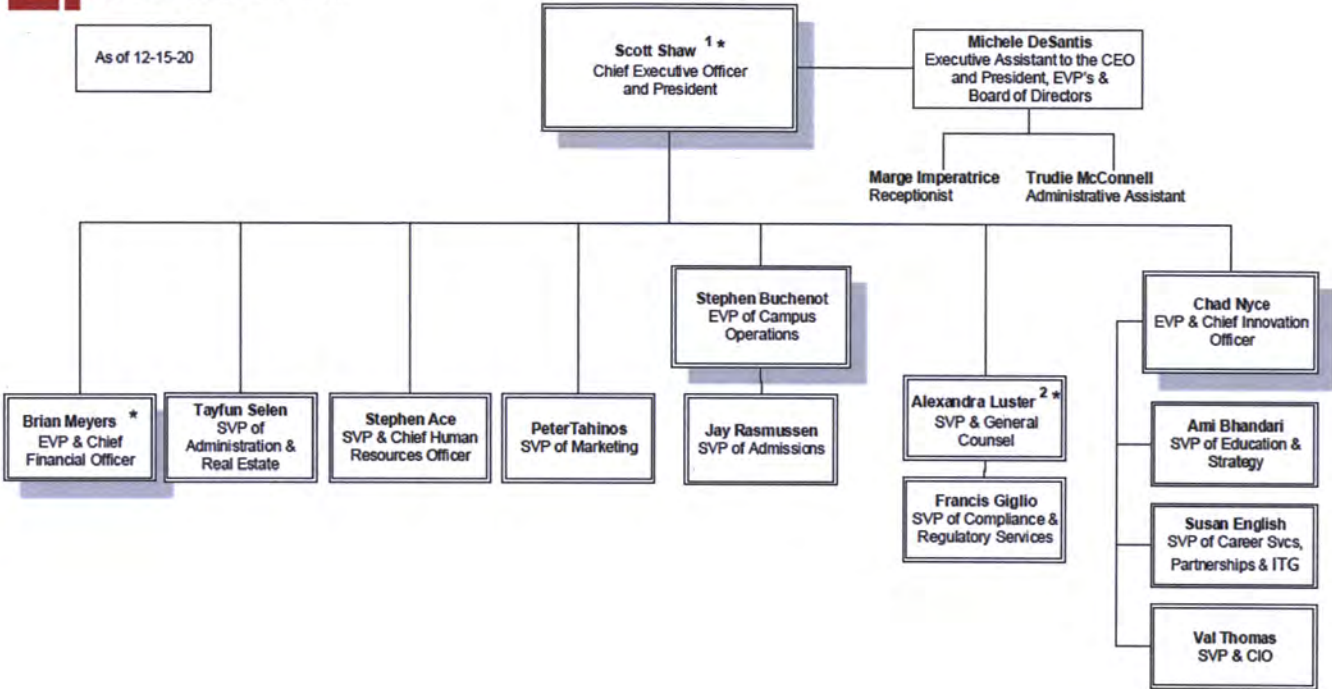 As of 12-15-20
Scott Shaw 1 *
Chief Executive Officer
and President
Michele DeSantis
Executive Assistant to the CEO
and President, EVP's &
Board of Directors
Marge Imperatrice
Receptionist
Trudie McConnell
Administrative Assistant
Brian Meyers *
EVP & Chief
Financial Officer
Tayfun Selen
SVP of
Administration &
Real Estate
Stephen Ace
SVP & Chief Human
Resources Officer
PeterTahinos
SVP of Marketing
Stephen Buchenot
EVP of Campus
Operations
Jay Rasmussen
SVP of Admissions
Alexandra Luster 2 *
SVP & General
Counsel
Francis Giglio
SVP of Compliance &
Regulatory Services
Chad Nyce
EVP & Chief Innovation
Officer
Ami Bhandari
SVP of Education &
Strategy
Susan English
SVP of Career Svcs,
Partnerships & ITG
Val Thomas
SVP & CIO